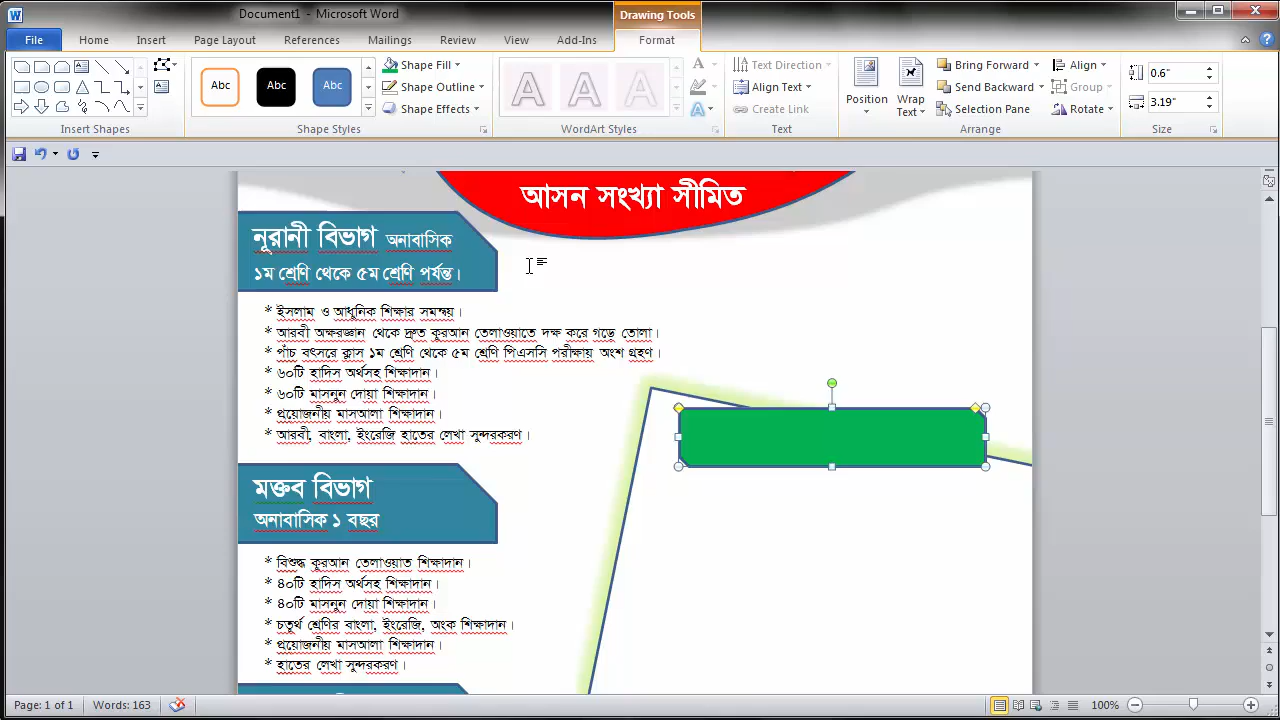 Document1 - Microsoft Word
Drawing Tools
File Home Insert Page Layout References Mailings Review View Add-Ins Format
Shape Fill
Shape Outline
Shape Effects
Abc Abc Abc
A A A
Text Direction
Align Text
Create Link
Position
Wrap Text
Bring Forward
Send Backward
Selection Pane
Align
Group
Rotate
0.6"
3.19"
Insert Shapes Shape Styles WordArt Styles Text Arrange Size
আসন সংখ্যা সীমিত
নূরানী বিভাগ অনাবাসিক
১ম শ্রেণি থেকে ৫ম শ্রেণি পর্যন্ত।
* ইসলাম ও আধুনিক শিক্ষার সমন্বয়।
* আরবী অক্ষরজ্ঞান থেকে দ্রুত কুরআন তেলাওয়াতে দক্ষ করে গড়ে তোলা।
* পাঁচ বৎসরে ক্লাস ১ম শ্রেণি থেকে ৫ম শ্রেণি পিএসসি পরীক্ষায় অংশ গ্রহণ।
* ৬০টি হাদিস অর্থসহ শিক্ষাদান।
* ৬০টি মাসনুন দোয়া শিক্ষাদান।
* প্রয়োজনীয় মাসআলা শিক্ষাদান।
* আরবী, বাংলা, ইংরেজি হাতের লেখা সুন্দরকরণ।
মক্তব বিভাগ
অনাবাসিক ১ বছর
* বিশুদ্ধ কুরআন তেলাওয়াত শিক্ষাদান।
* ৪০টি হাদিস অর্থসহ শিক্ষাদান।
* ৪০টি মাসনুন দোয়া শিক্ষাদান।
* চতুর্থ শ্রেণির বাংলা, ইংরেজি, অংক শিক্ষাদান।
* প্রয়োজনীয় মাসআলা শিক্ষাদান।
* হাতের লেখা সুন্দরকরণ।
Page: 1 of 1 Words: 163 100%